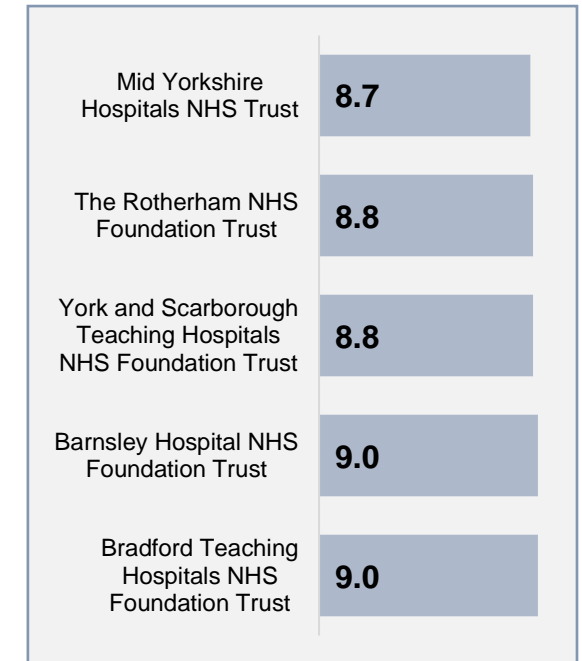 Mid Yorkshire
Hospitals NHS Trust
8.7
The Rotherham NHS
Foundation Trust
8.8
York and Scarborough
Teaching Hospitals
NHS Foundation Trust
8.8
Barnsley Hospital NHS
Foundation Trust
9.0
Bradford Teaching
Hospitals NHS
Foundation Trust
9.0